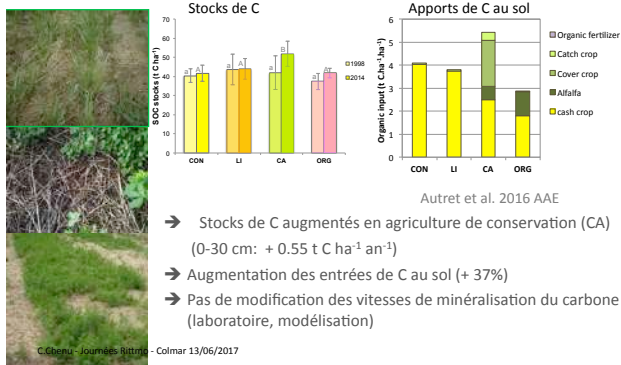 Stocks de C
Apports de C au sol
SOC stocks (t C ha-1)
70
60
50
40
30
20
10
0
a A a A a B a A
1998
2014
CON LI CA ORG
Organic input (t C.ha-1.an-1)
6
5
4
3
2
1
0
CON LI CA ORG
Organic fertilizer
Catch crop
Cover crop
Alfalfa
cash crop
Autret et al. 2016 AAE
➔ Stocks de C augmentés en agriculture de conservation (CA)
(0-30 cm: + 0.55 t C ha-1 an-1)
➔ Augmentation des entrées de C au sol (+ 37%)
➔ Pas de modification des vitesses de minéralisation du carbone
(laboratoire, modélisation)
C.Chenu - Journées Rittmo - Colmar 13/06/2017